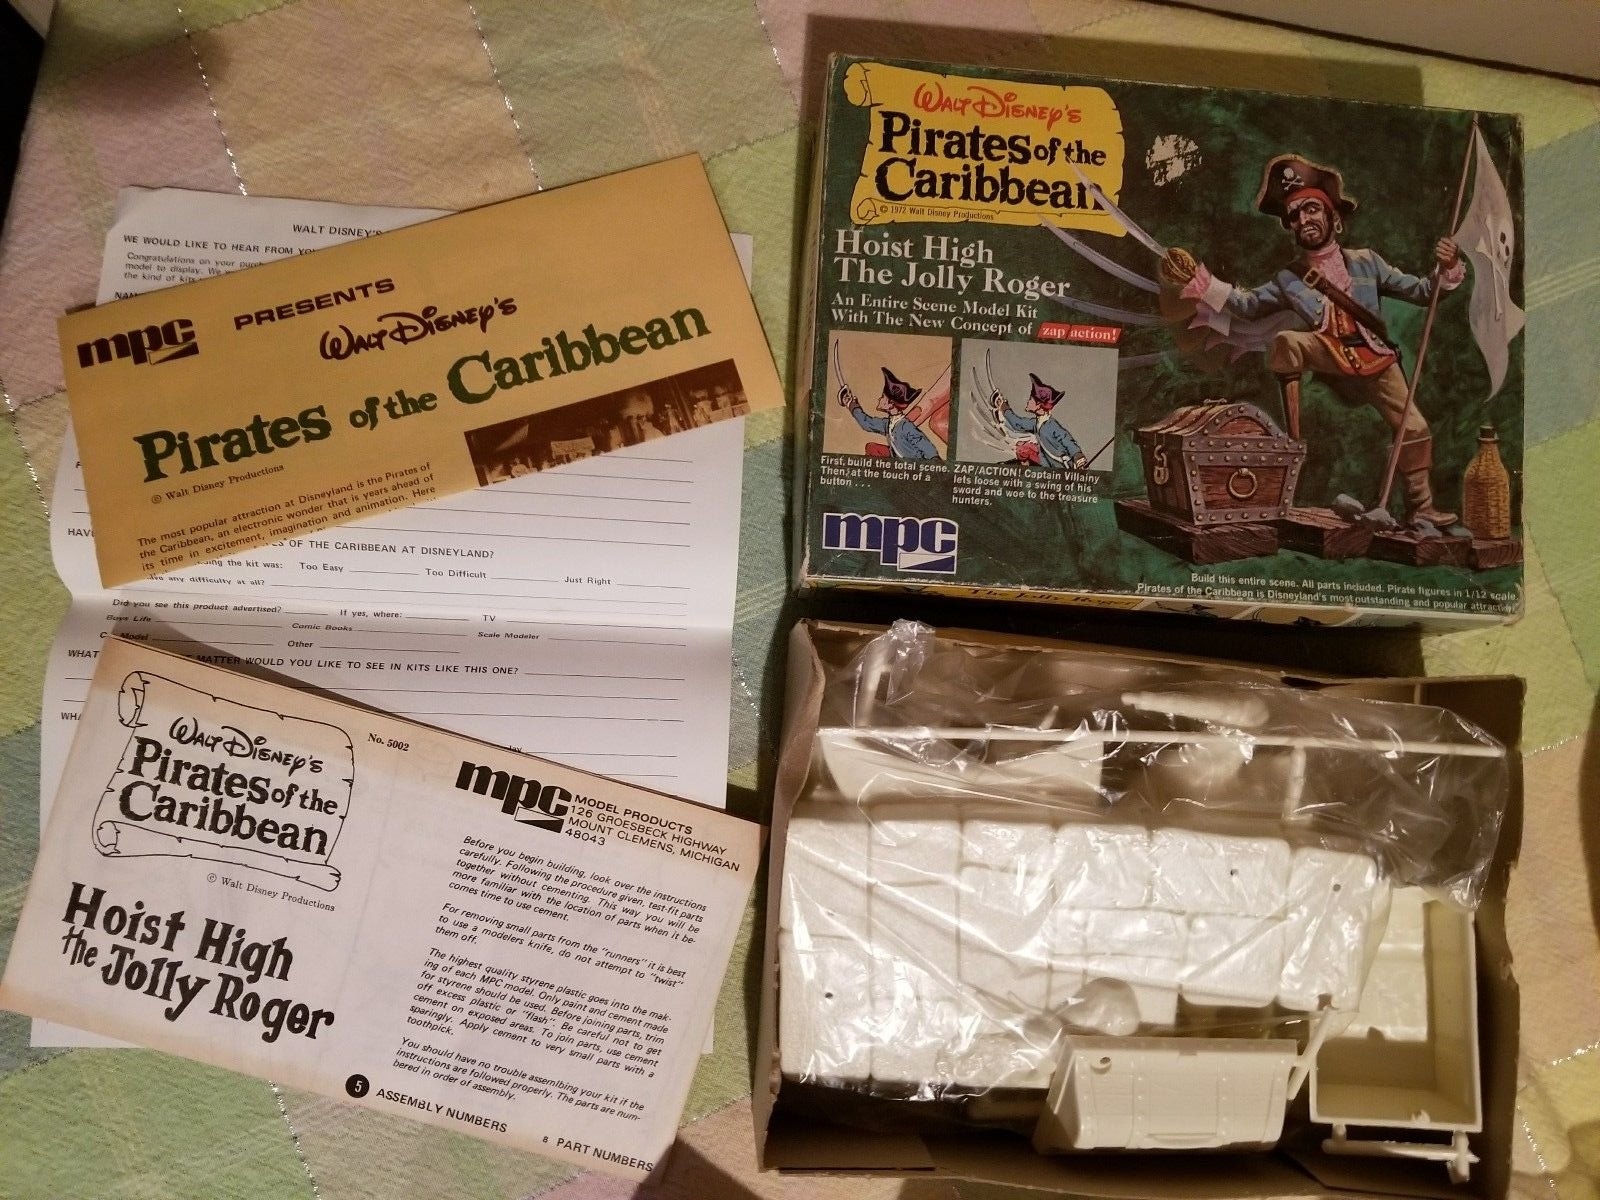 WALT DISNEY'S
WE WOULD LIKE TO HEAR FROM
Congratulations on your
model to display. We
the kind of kits
mpc PRESENTS
WALT DISNEY'S
Pirates of the Caribbean
© Walt Disney Productions
The most popular attraction at Disneyland is the Pirates of
the Caribbean, an electronic wonder that is years ahead of
its time in excitement, imagination and animation. Here
OF THE CARIBBEAN AT DISNEYLAND?
the kit was: Too Easy Too Difficult Just Right
any difficulty at all?
Did you see this product advertised? If yes, where: TV
Boys Life Comic Books Scale Modeler
Model Other
WHAT MATTER WOULD YOU LIKE TO SEE IN KITS LIKE THIS ONE?
WALT DISNEY'S
Pirates of the
Caribbean
© Walt Disney Productions
Hoist High
the Jolly Roger
No. 5002
mpc MODEL PRODUCTS
126 GROESBECK HIGHWAY
MOUNT CLEMENS, MICHIGAN
48043
Before you begin building, look over the instructions
carefully. Following the procedure given, test-fit parts
together without cementing. This way you will be
more familiar with the location of parts when it be-
comes time to use cement.
For removing small parts from the "runners" it is best
to use a modelers knife, do not attempt to "twist"
them off.
The highest quality styrene plastic goes into the mak-
ing of each MPC model. Only paint and cement made
for styrene should be used. Before joining parts, trim
off excess plastic or "flash". Be careful not to get
cement on exposed areas. To join parts, use cement
sparingly. Apply cement to very small parts with a
toothpick.
You should have no trouble assemibing your kit if the
instructions are followed properly. The parts are num-
bered in order of assembly.
5 ASSEMBLY NUMBERS
8 PART NUMBERS
WALT DISNEY'S
Pirates of the
Caribbean
© 1972 Walt Disney Productions
Hoist High
The Jolly Roger
An Entire Scene Model Kit
With The New Concept of zap action!
First, build the total scene.
Then, at the touch of a
button . . .
ZAP/ACTION! Captain Villainy
lets loose with a swing of his
sword and woe to the treasure
hunters.
mpc
Build this entire scene. All parts included. Pirate figures in 1/12 scale.
Pirates of the Caribbean is Disneyland's most outstanding and popular attraction
The Jolly Roger